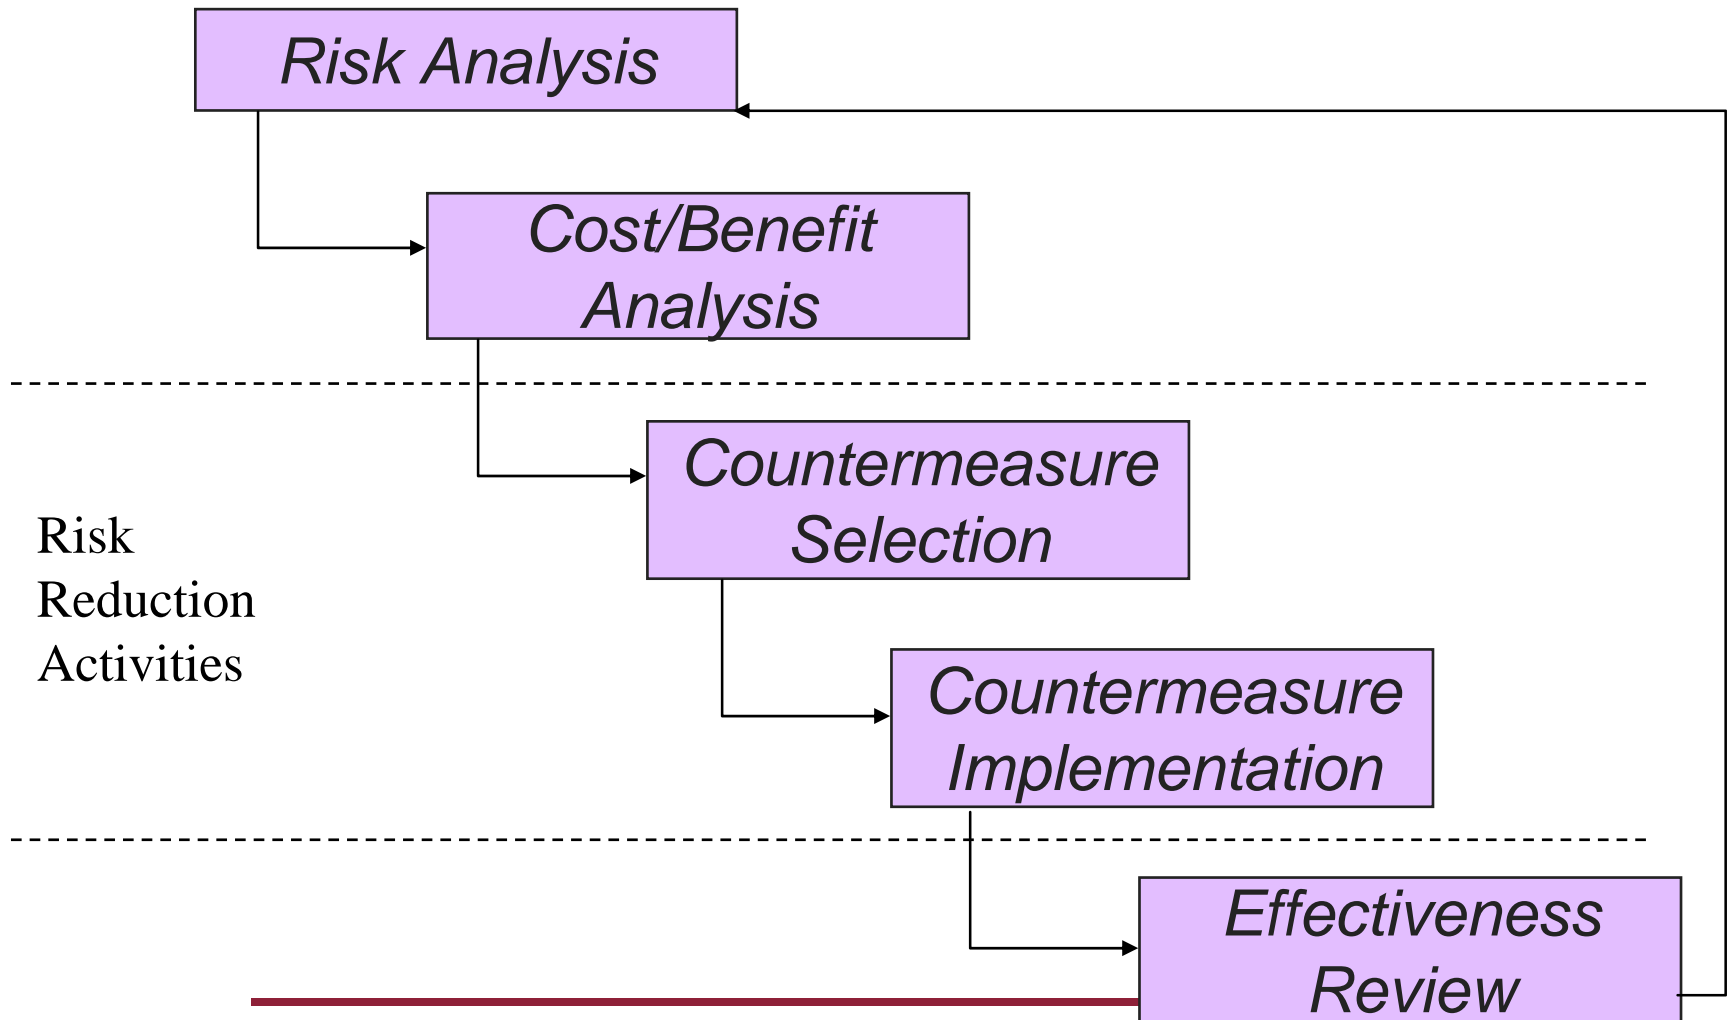 Risk Analysis
Cost/Benefit
Analysis
Countermeasure
Selection
Risk
Reduction
Activities
Countermeasure
Implementation
Effectiveness
Review